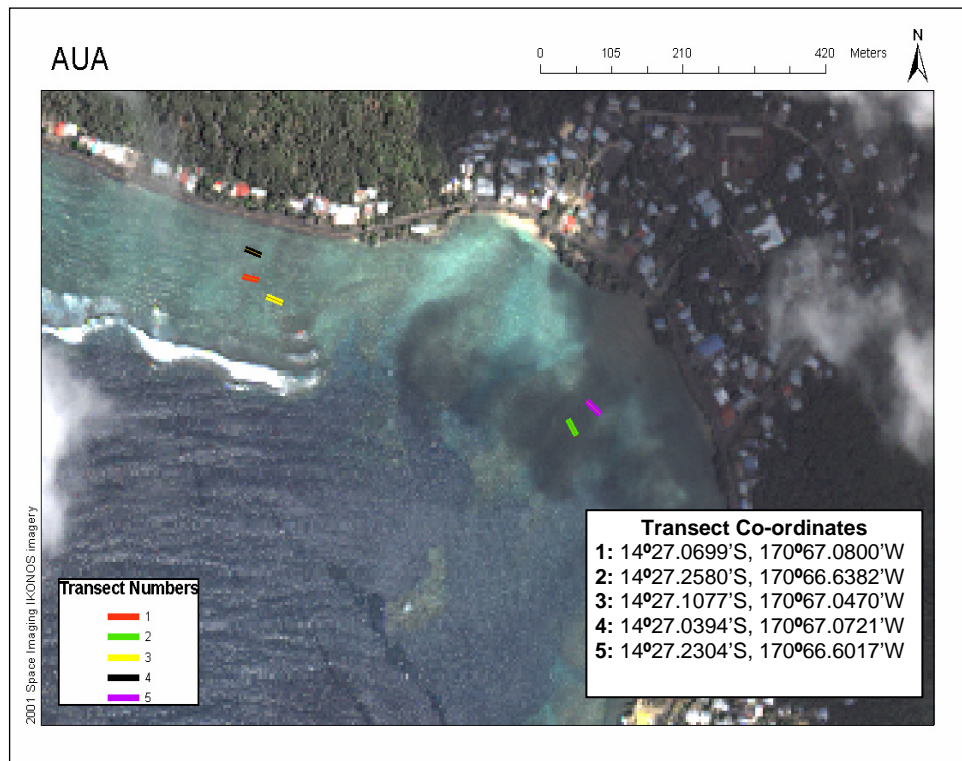 AUA
0 105 210 420 Meters
N
2001 Space Imaging IKONOS imagery
Transect Numbers
1
2
3
4
5
Transect Co-ordinates
1: 14º27.0699’S, 170º67.0800’W
2: 14º27.2580’S, 170º66.6382’W
3: 14º27.1077’S, 170º67.0470’W
4: 14º27.0394’S, 170º67.0721’W
5: 14º27.2304’S, 170º66.6017’W